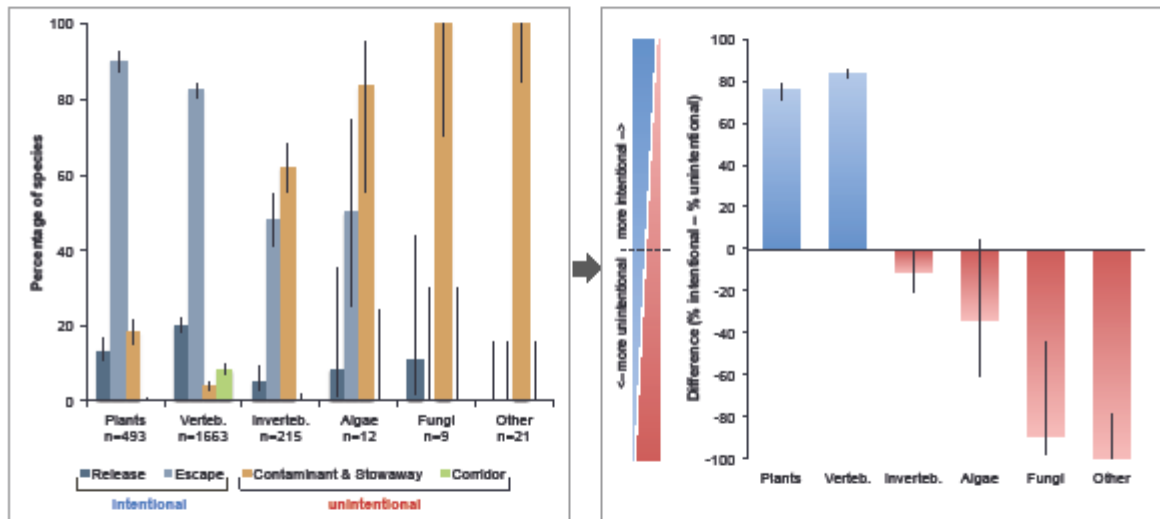 100
80
60
40
20
0
Percentage of species
Plants
n=493
Verteb.
n=1663
Inverteb.
n=215
Algae
n=12
Fungi
n=9
Other
n=21
Release
Escape
Contaminant & Stowaway
Corridor
intentional
unintentional
<-- more unintentional more intentional -->
Difference (% intentional – % unintentional)
100
80
60
40
20
0
-20
-40
-60
-80
-100
Plants
Verteb.
Inverteb.
Algae
Fungi
Other